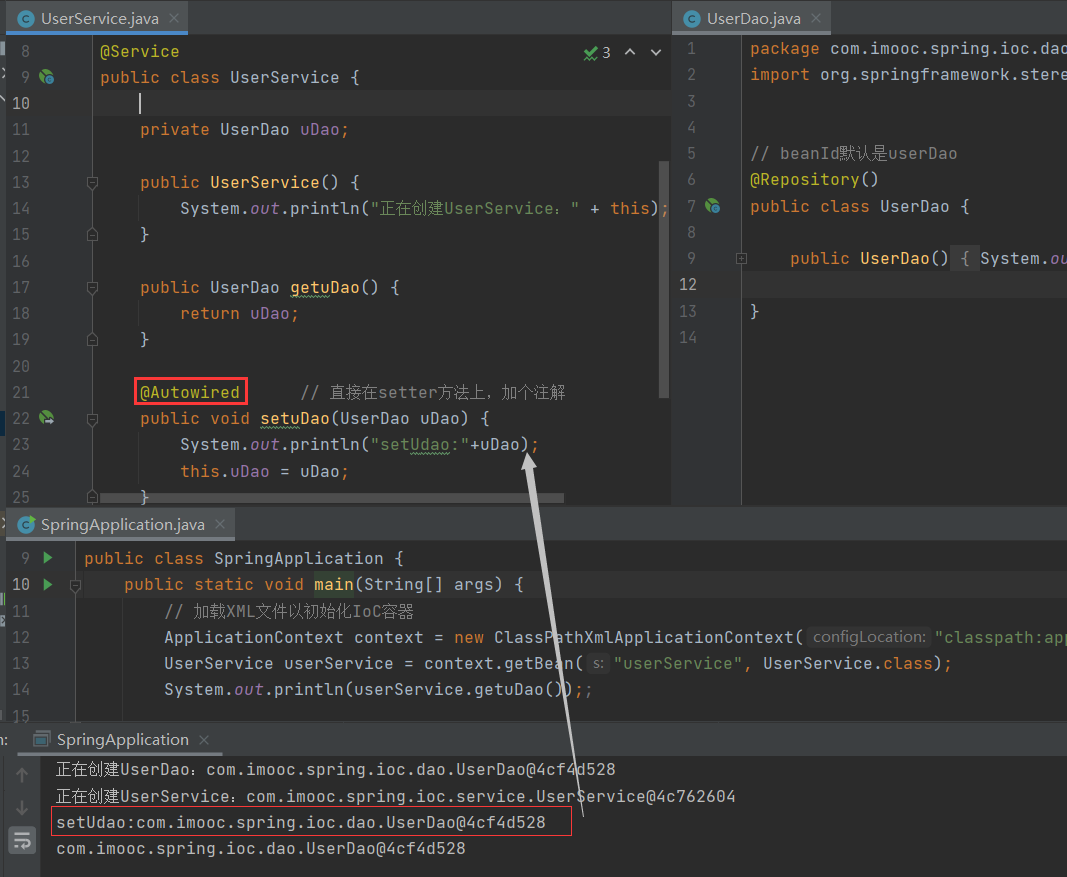 UserService.java
8 @Service
9 public class UserService {
10
11 private UserDao uDao;
12
13 public UserService() {
14 System.out.println("正在创建UserService：" + this);
15 }
16
17 public UserDao getuDao() {
18 return uDao;
19 }
20
21 @Autowired // 直接在setter方法上，加个注解
22 public void setuDao(UserDao uDao) {
23 System.out.println("setUdao:"+uDao);
24 this.uDao = uDao;
25 }
3
UserDao.java
1 package com.imooc.spring.ioc.dao
2 import org.springframework.stere
3
4
5 // beanId默认是userDao
6 @Repository()
7 public class UserDao {
8
9 public UserDao() { System.ou
12
13 }
14
SpringApplication.java
9 public class SpringApplication {
10 public static void main(String[] args) {
11 // 加载XML文件以初始化IoC容器
12 ApplicationContext context = new ClassPathXmlApplicationContext( configLocation: "classpath:app
13 UserService userService = context.getBean( s: "userService", UserService.class);
14 System.out.println(userService.getuDao());;
15
n: SpringApplication
正在创建UserDao：com.imooc.spring.ioc.dao.UserDao@4cf4d528
正在创建UserService：com.imooc.spring.ioc.service.UserService@4c762604
setUdao:com.imooc.spring.ioc.dao.UserDao@4cf4d528
com.imooc.spring.ioc.dao.UserDao@4cf4d528